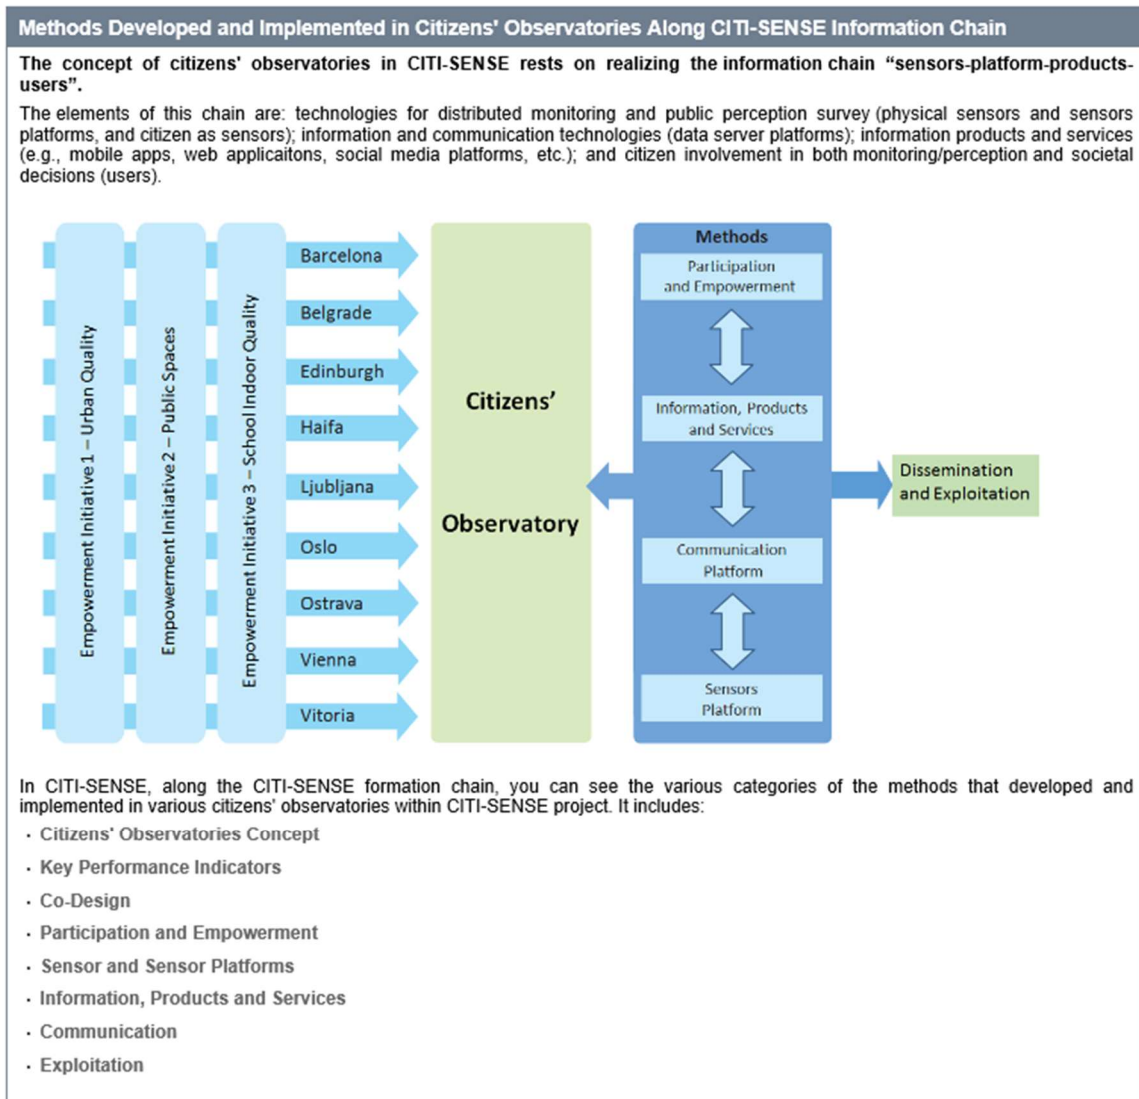 Methods Developed and Implemented in Citizens' Observatories Along CITI-SENSE Information Chain
The concept of citizens' observatories in CITI-SENSE rests on realizing the information chain “sensors-platform-products-
users”.
The elements of this chain are: technologies for distributed monitoring and public perception survey (physical sensors and sensors
platforms, and citizen as sensors); information and communication technologies (data server platforms); information products and services
(e.g., mobile apps, web applicaitons, social media platforms, etc.); and citizen involvement in both monitoring/perception and societal
decisions (users).
Empowerment Initiative 1 – Urban Quality
Empowerment Initiative 2 – Public Spaces
Empowerment Initiative 3 – School Indoor Quality
Barcelona
Belgrade
Edinburgh
Haifa
Ljubljana
Oslo
Ostrava
Vienna
Vitoria
Citizens’
Observatory
Methods
Participation
and Empowerment
Information, Products
and Services
Communication
Platform
Sensors
Platform
Dissemination
and Exploitation
In CITI-SENSE, along the CITI-SENSE formation chain, you can see the various categories of the methods that developed and
implemented in various citizens' observatories within CITI-SENSE project. It includes:
· Citizens' Observatories Concept
· Key Performance Indicators
· Co-Design
· Participation and Empowerment
· Sensor and Sensor Platforms
· Information, Products and Services
· Communication
· Exploitation